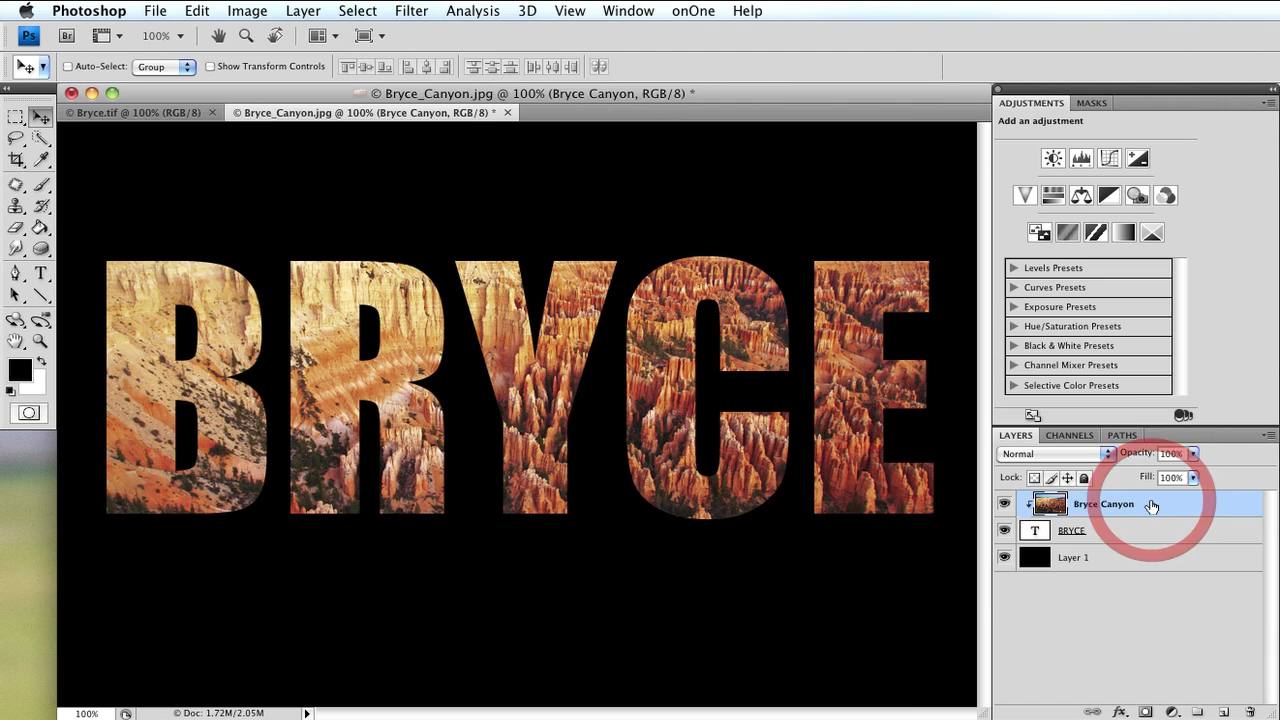 Photoshop File Edit Image Layer Select Filter Analysis 3D View Window onOne Help
Ps Br 100%
Auto-Select: Group Show Transform Controls
© Bryce_Canyon.jpg @ 100% (Bryce Canyon, RGB/8) *
© Bryce.tif @ 100% (RGB/8) © Bryce_Canyon.jpg @ 100% (Bryce Canyon, RGB/8) *
ADJUSTMENTS MASKS
Add an adjustment
BRYCE
Levels Presets
Curves Presets
Exposure Presets
Hue/Saturation Presets
Black & White Presets
Channel Mixer Presets
Selective Color Presets
LAYERS CHANNELS PATHS
Normal Opacity: 100%
Lock: Fill: 100%
Bryce Canyon
T BRYCE
Layer 1
100% © Doc: 1.72M/2.05M